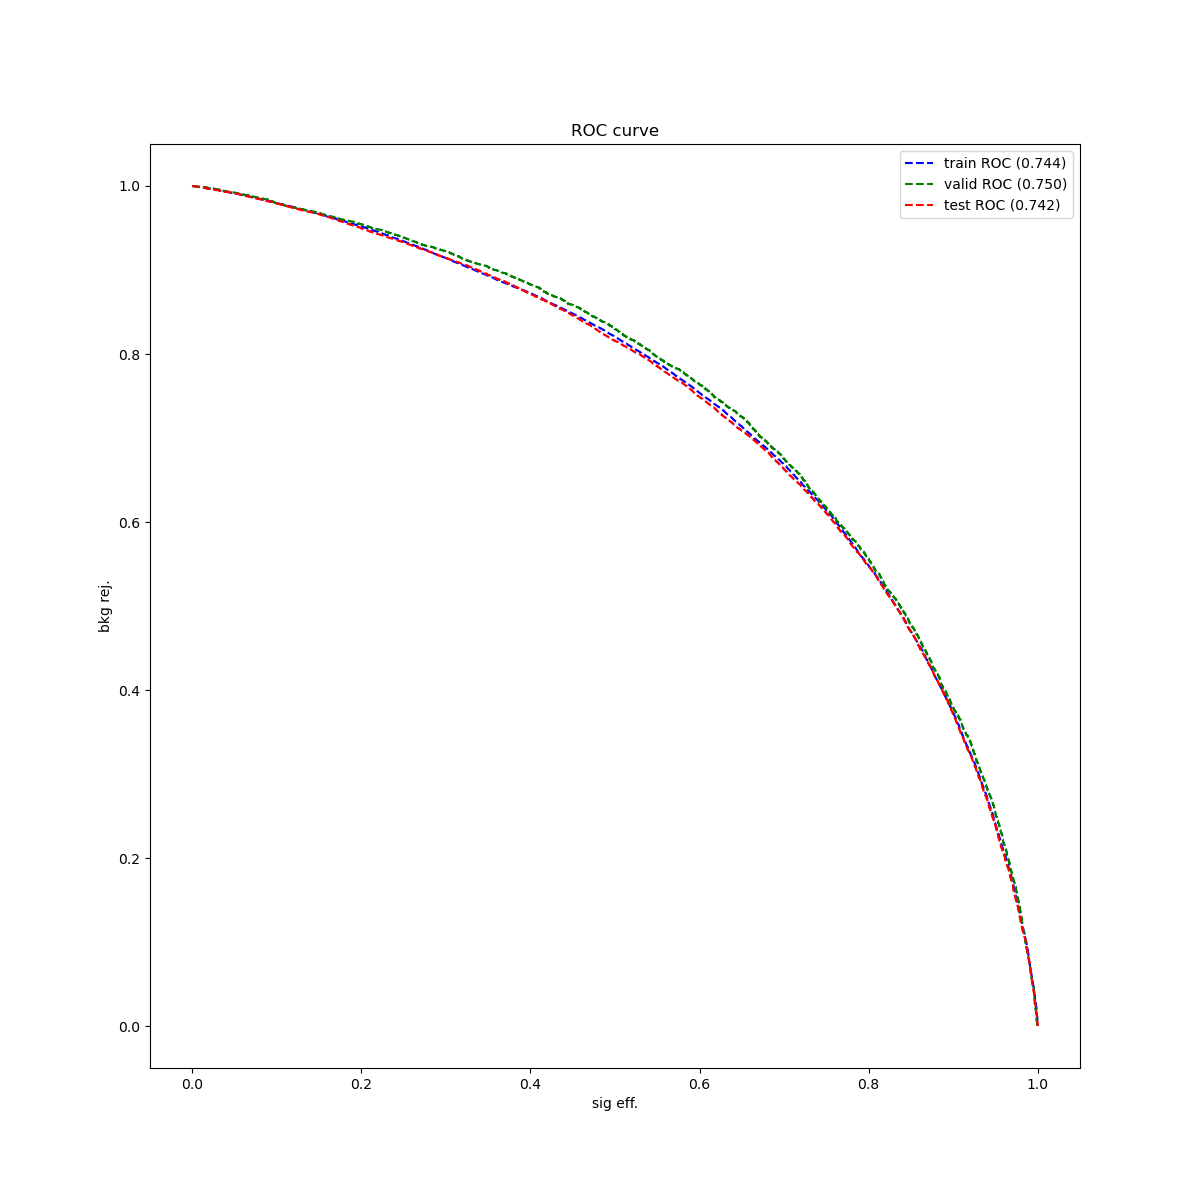 ROC curve
train ROC (0.744)
valid ROC (0.750)
test ROC (0.742)
1.0
0.8
0.6
0.4
0.2
0.0
bkg rej.
0.0 0.2 0.4 0.6 0.8 1.0
sig eff.